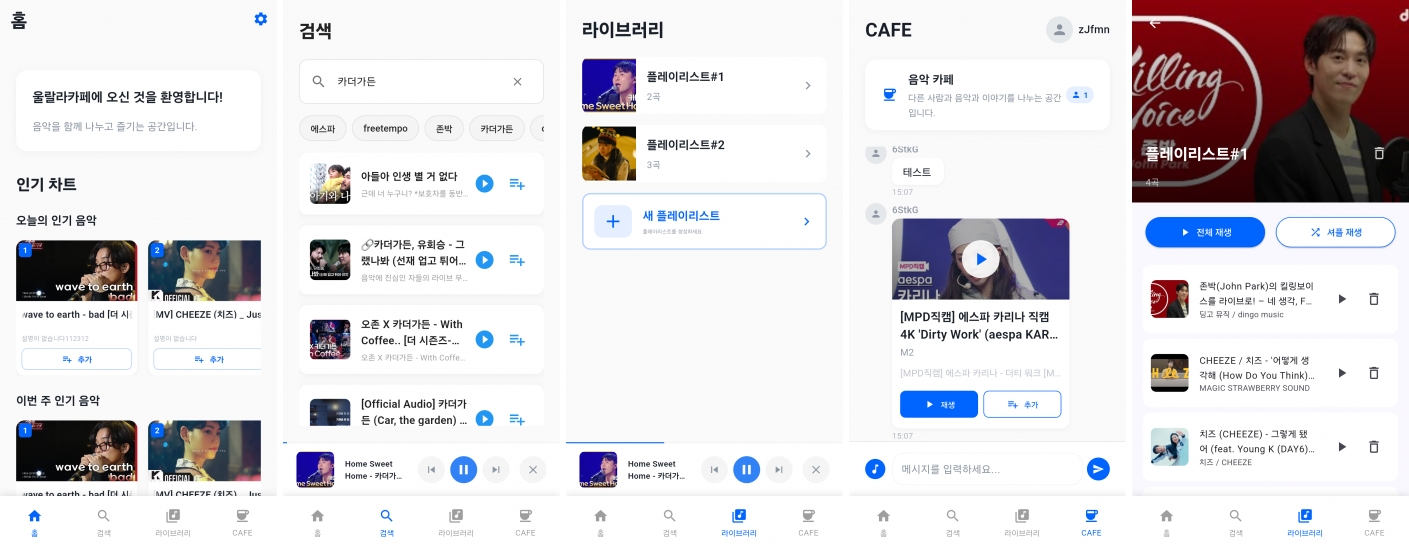 홈
울랄라카페에 오신 것을 환영합니다!
음악을 함께 나누고 즐기는 공간입니다.
인기 차트
오늘의 인기 음악
1
wave to earth
bad
2
OFFICIAL
wave to earth - bad [더 시즌
MV] CHEEZE (치즈) _ Jus
설명이 없습니다112312
설명이 없습니다
추가
추가
이번 주 인기 음악
1
wave to earth
bad
2
OFFICIAL
홈
검색
라이브러리
CAFE
검색
카더가든
에스파
freetempo
존박
카더가든
아들아 인생 별 거 없다
근데 너 누구니? *보호자를 동반...
🔗카더가든, 유회승 - 그
랬나봐 (선재 업고 튀어...
음악에 진심인 자들의 라이브 무...
오존 X 카더가든 - With
Coffee.. [더 시즌즈-...
오존 X 카더가든 - With Coffe...
[Official Audio] 카더가
든 (Car, the garden) ...
Home Sweet
Home - 카더가...
홈
검색
라이브러리
CAFE
라이브러리
me Sweet Ho
플레이리스트#1
2곡
플레이리스트#2
3곡
새 플레이리스트
플레이리스트를 생성하세요
Home Sweet
Home - 카더가...
홈
검색
라이브러리
CAFE
CAFE
zJfmn
음악 카페
다른 사람과 음악과 이야기를 나누는 공간
입니다.
1
6StkG
테스트
15:07
6StkG
MPD직캠
aespa
카리나
[MPD직캠] 에스파 카리나 직캠
4K 'Dirty Work' (aespa KAR...
M2
[MPD직캠] 에스파 카리나 - 더티 워크 [M...
재생
추가
15:07
메시지를 입력하세요...
홈
검색
라이브러리
CAFE
Killing
Voice
존박
John Park
플레이리스트#1
4곡
전체 재생
셔플 재생
존박(John Park)의 킬링보이
스를 라이브로! – 네 생각, F...
딩고 뮤직 / dingo music
CHEEZE / 치즈 - '어떻게 생
각해 (How Do You Think)...
MAGIC STRAWBERRY SOUND
치즈 (CHEEZE) - 그렇게 됐
어 (feat. Young K (DAY6)...
치즈 / CHEEZE
홈
검색
라이브러리
CAFE